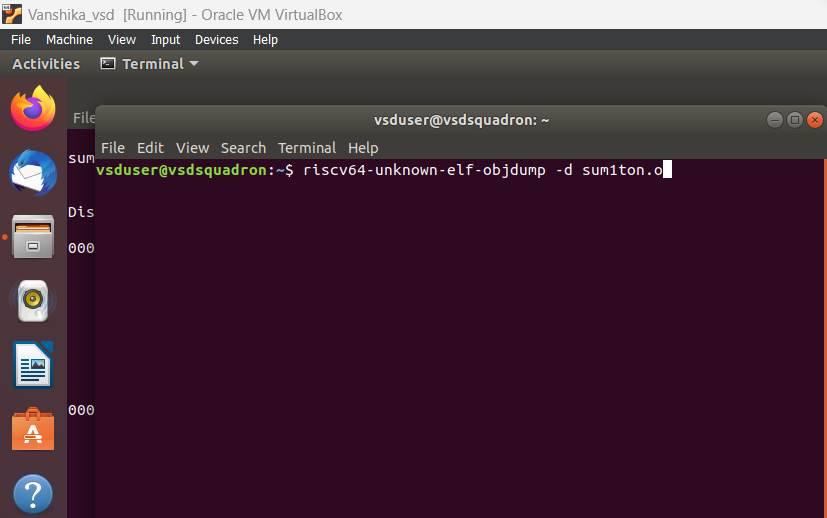 Vanshika_vsd [Running] - Oracle VM VirtualBox
File Machine View Input Devices Help
Activities Terminal
File
vsduser@vsdsquadron: ~
File Edit View Search Terminal Help
sum
vsduser@vsdsquadron:~$ riscv64-unknown-elf-objdump -d sum1ton.o
Dis
000
000